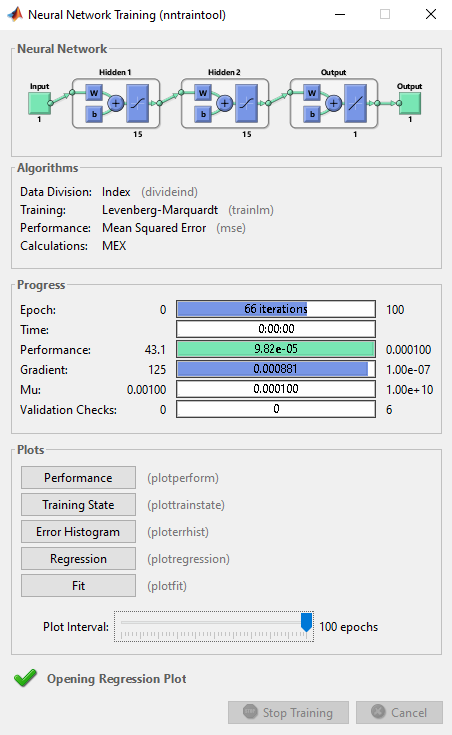 Neural Network Training (nntraintool)
Neural Network
Hidden 1 Hidden 2 Output
Input Output
W W W
+ + +
b b b
1 1
15 15 1
Algorithms
Data Division: Index (divideind)
Training: Levenberg-Marquardt (trainlm)
Performance: Mean Squared Error (mse)
Calculations: MEX
Progress
Epoch: 0 66 iterations 100
Time: 0:00:00
Performance: 43.1 9.82e-05 0.000100
Gradient: 125 0.000881 1.00e-07
Mu: 0.00100 0.000100 1.00e+10
Validation Checks: 0 0 6
Plots
Performance (plotperform)
Training State (plottrainstate)
Error Histogram (ploterrhist)
Regression (plotregression)
Fit (plotfit)
Plot Interval: 100 epochs
Opening Regression Plot
Stop Training Cancel